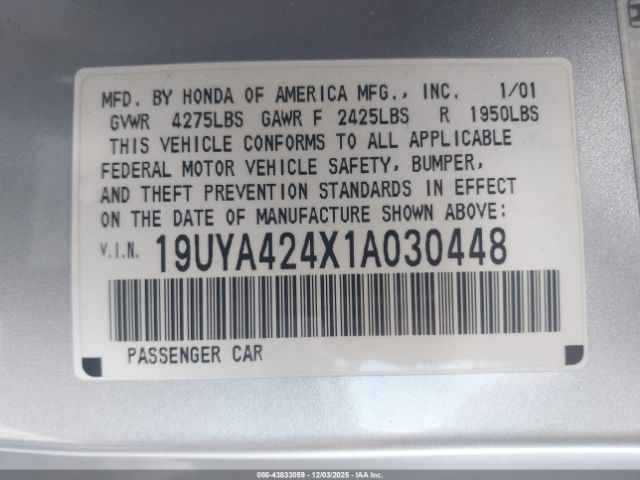 MFD. BY HONDA OF AMERICA MFG., INC. 1/01
GVWR 4275LBS GAWR F 2425LBS R 1950LBS
THIS VEHICLE CONFORMS TO ALL APPLICABLE
FEDERAL MOTOR VEHICLE SAFETY, BUMPER,
AND THEFT PREVENTION STANDARDS IN EFFECT
ON THE DATE OF MANUFACTURE SHOWN ABOVE:
V.I.N. 19UYA424X1A030448
PASSENGER CAR
000-43833059 - 12/03/2025 - IAAI.COM